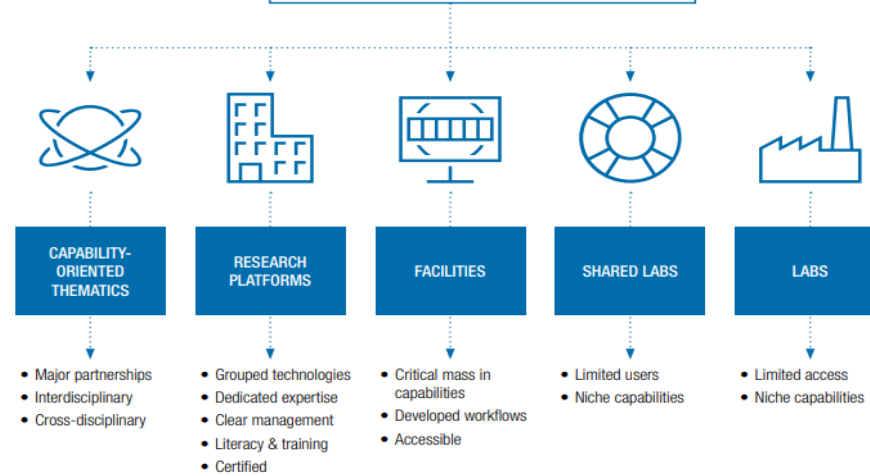 CAPABILITY-
ORIENTED
THEMATICS
RESEARCH
PLATFORMS
FACILITIES
SHARED LABS
LABS
• Major partnerships
• Interdisciplinary
• Cross-disciplinary
• Grouped technologies
• Dedicated expertise
• Clear management
• Literacy & training
• Certified
• Critical mass in
capabilities
• Developed workflows
• Accessible
• Limited users
• Niche capabilities
• Limited access
• Niche capabilities